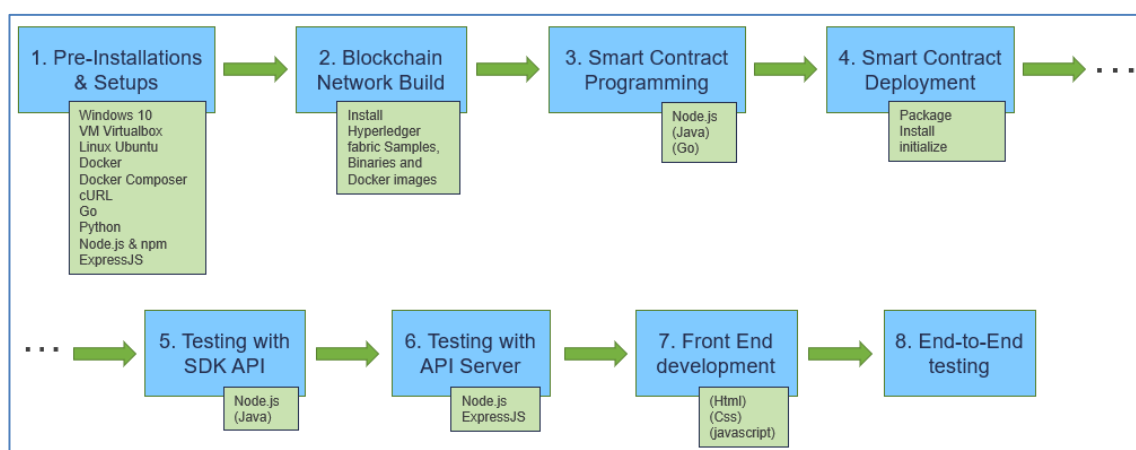 1. Pre-Installations
& Setups
Windows 10
VM Virtualbox
Linux Ubuntu
Docker
Docker Composer
cURL
Go
Python
Node.js & npm
ExpressJS
2. Blockchain
Network Build
Install
Hyperledger
fabric Samples,
Binaries and
Docker images
3. Smart Contract
Programming
Node.js
(Java)
(Go)
4. Smart Contract
Deployment
Package
Install
initialize
...
...
5. Testing with
SDK API
Node.js
(Java)
6. Testing with
API Server
Node.js
ExpressJS
7. Front End
development
(Html)
(Css)
(javascript)
8. End-to-End
testing